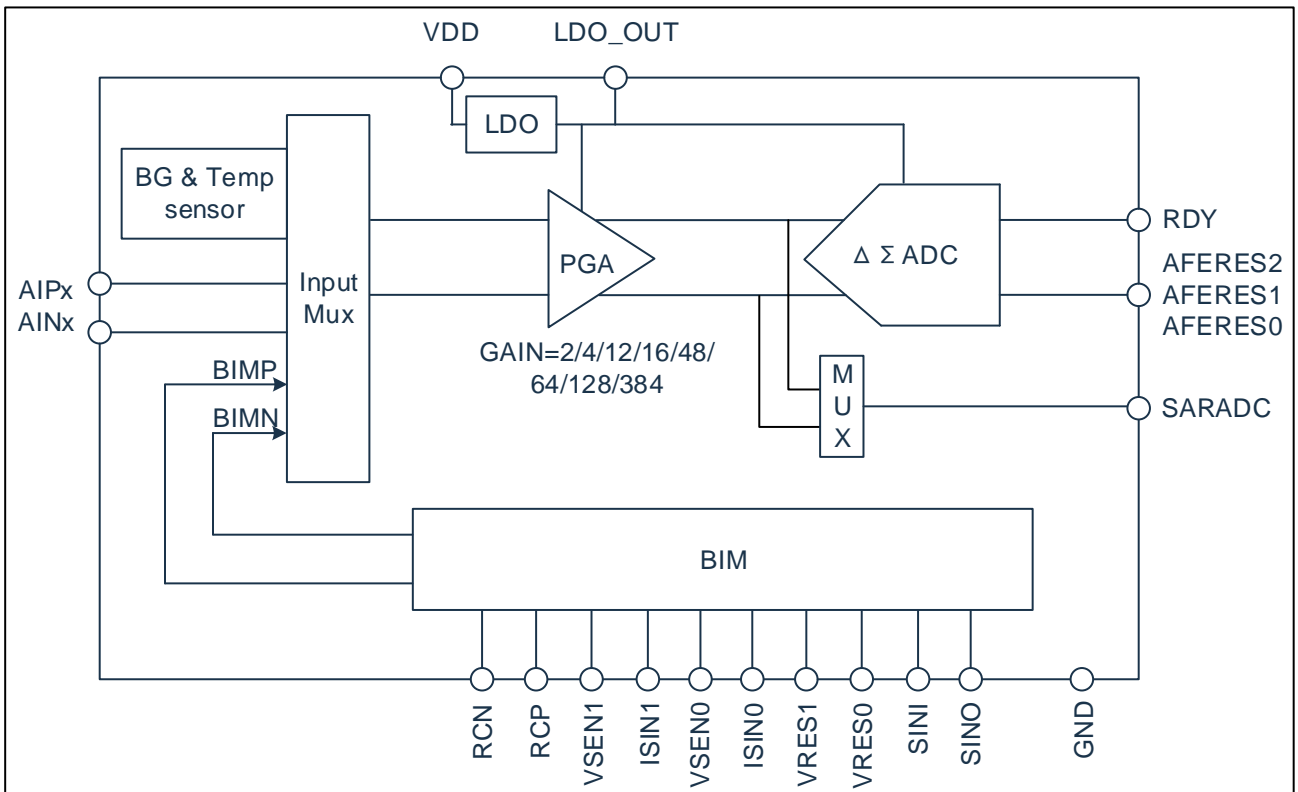 VDD
LDO_OUT
LDO
BG & Temp
sensor
Input
Mux
PGA
Δ Σ ADC
RDY
AFERES2
AFERES1
AFERES0
AIPx
AINx
GAIN=2/4/12/16/48/
64/128/384
BIMP
BIMN
M
U
X
SARADC
BIM
RCN
RCP
VSEN1
ISIN1
VSEN0
ISIN0
VRES1
VRES0
SINI
SINO
GND